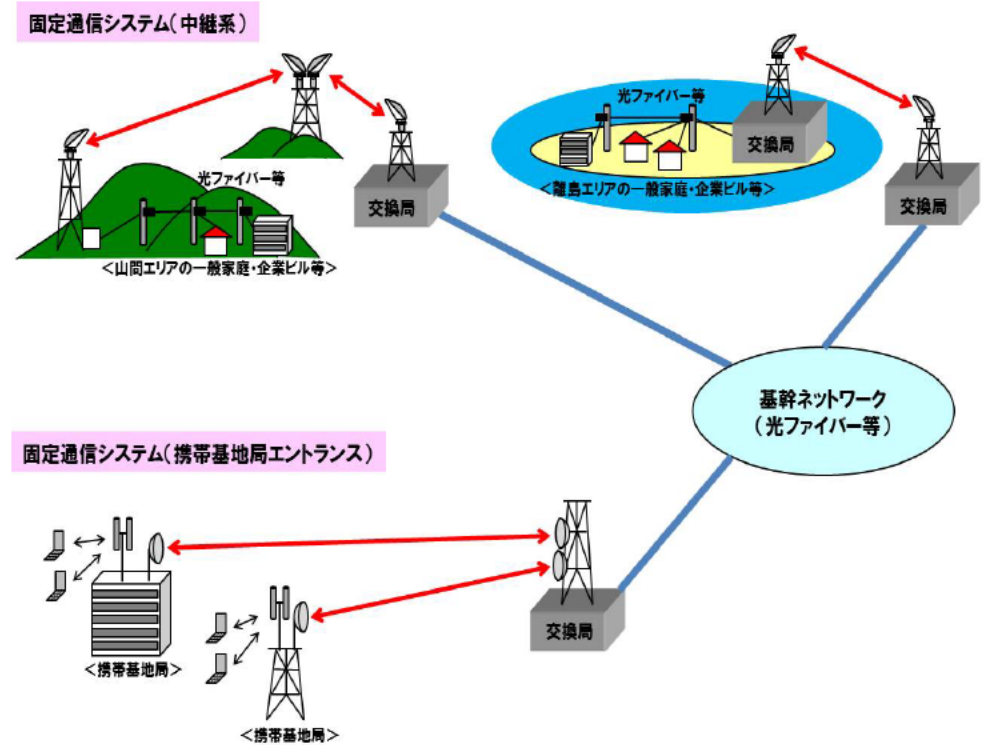 固定通信システム（中継系）
光ファイバー等
交換局
＜山間エリアの一般家庭・企業ビル等＞
光ファイバー等
交換局
＜離島エリアの一般家庭・企業ビル等＞
交換局
基幹ネットワーク
（光ファイバー等）
固定通信システム（携帯基地局エントランス）
交換局
＜携帯基地局＞
＜携帯基地局＞